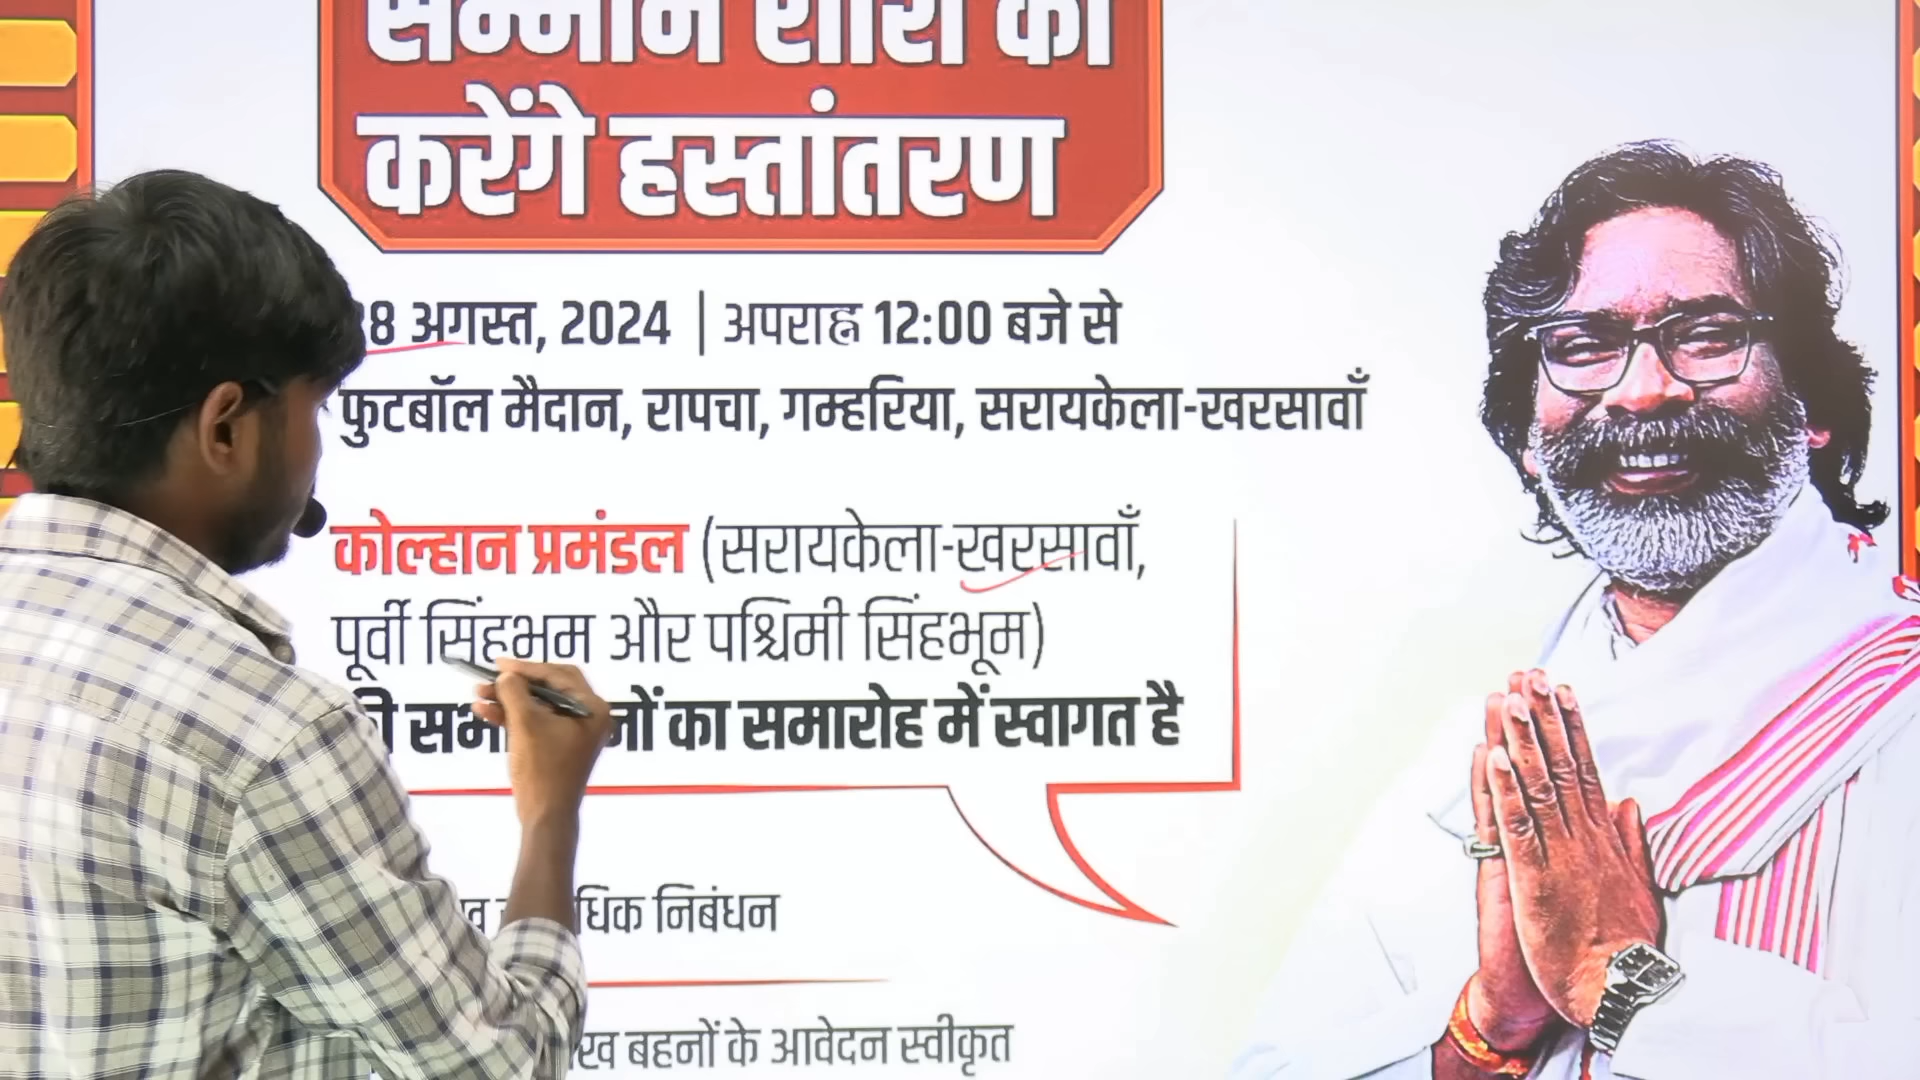 सम्मान राशि का
करेंगे हस्तांतरण
अगस्त, 2024 | अपराह्न 12:00 बजे से
फुटबॉल मैदान, रापचा, गम्हरिया, सरायकेला-खरसावाँ
कोल्हान प्रमंडल (सरायकेला-खरसावाँ,
पूर्वी सिंहभूम और पश्चिमी सिंहभूम)
का समारोह में स्वागत है
निबंधन
बहनों के आवेदन स्वीकृत